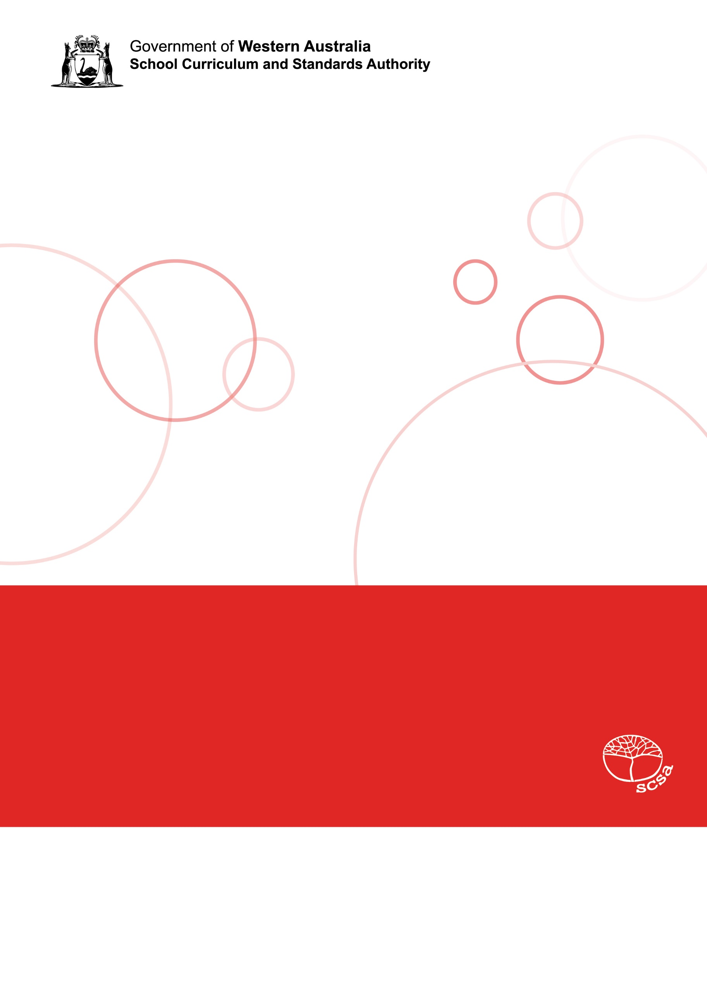 Government of Western Australia
School Curriculum and Standards Authority
scsa